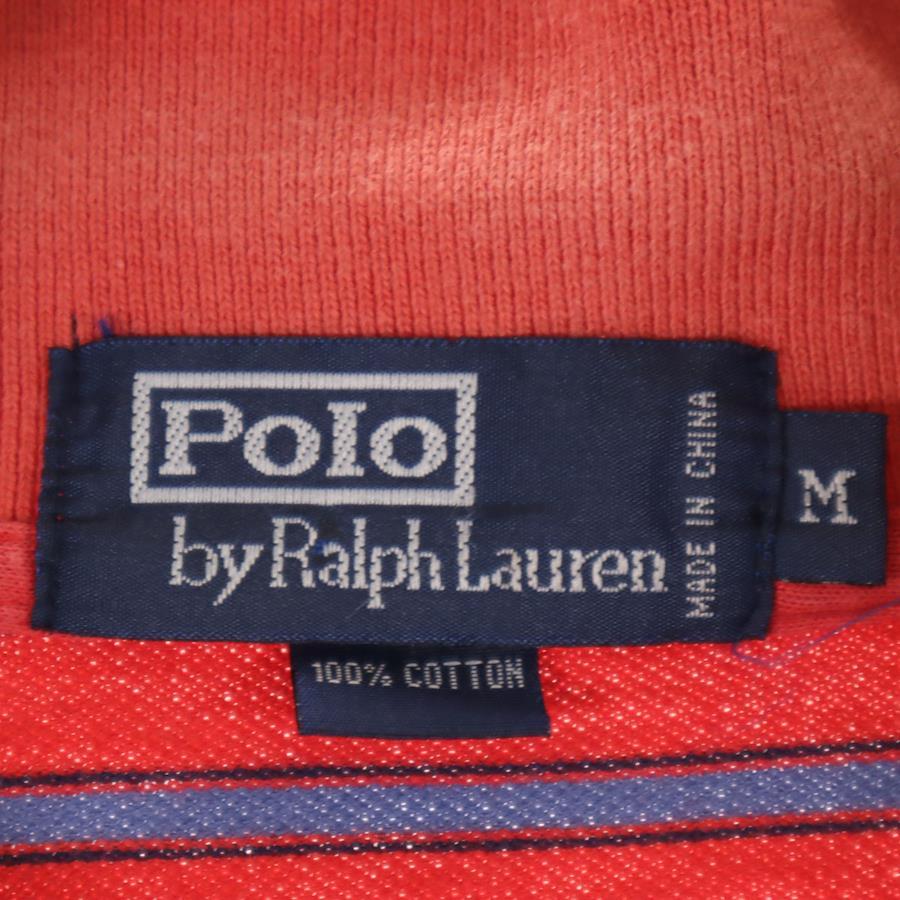 Polo
by Ralph Lauren
MADE IN CHINA
M
100% COTTON